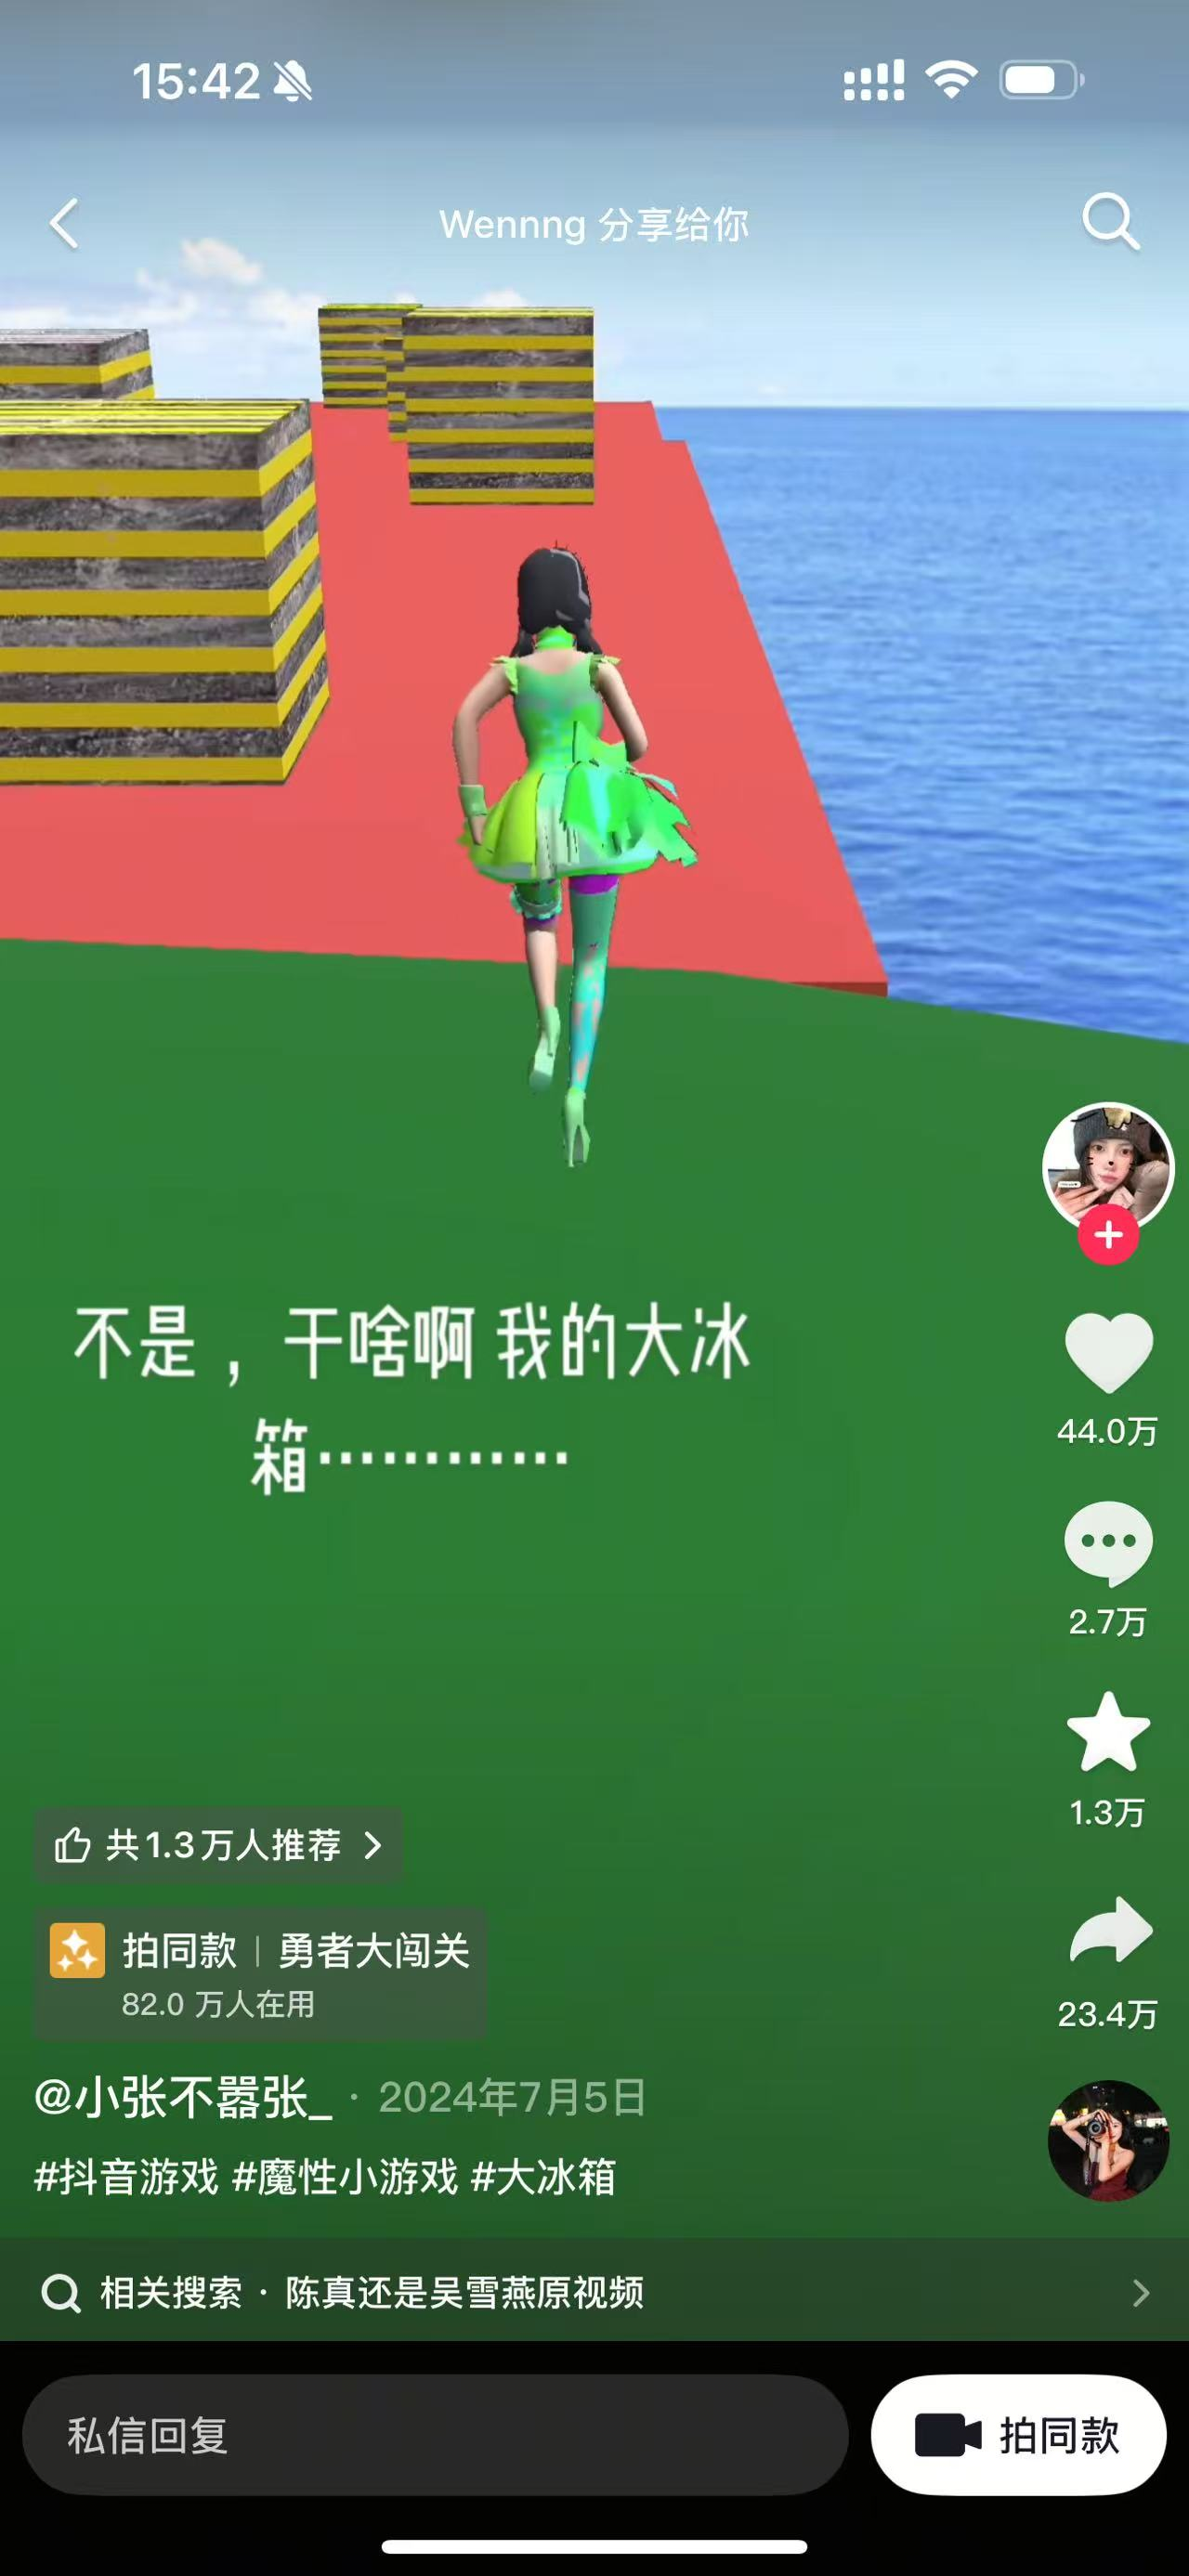 15:42
Wennng 分享给你
不是，干啥啊 我的大冰
箱…………
44.0万
2.7万
1.3万
共1.3万人推荐
拍同款 | 勇者大闯关
82.0 万人在用
23.4万
@小张不嚣张_ · 2024年7月5日
#抖音游戏 #魔性小游戏 #大冰箱
相关搜索 · 陈真还是吴雪燕原视频
私信回复
拍同款